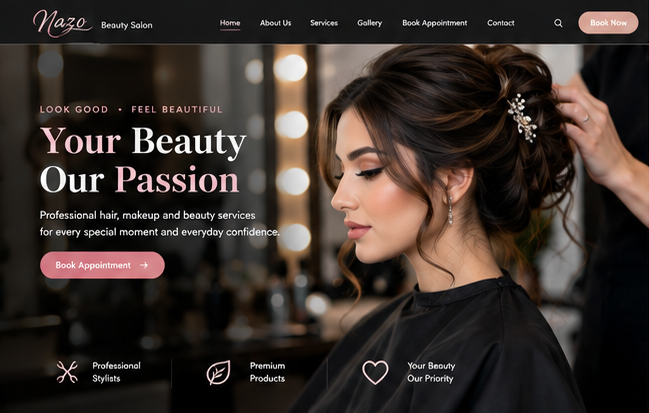 Nazo Beauty Salon
Home About Us Services Gallery Book Appointment Contact Book Now
LOOK GOOD • FEEL BEAUTIFUL
Your Beauty
Our Passion
Professional hair, makeup and beauty services
for every special moment and everyday confidence.
Book Appointment →
Professional
Stylists
Premium
Products
Your Beauty
Our Priority